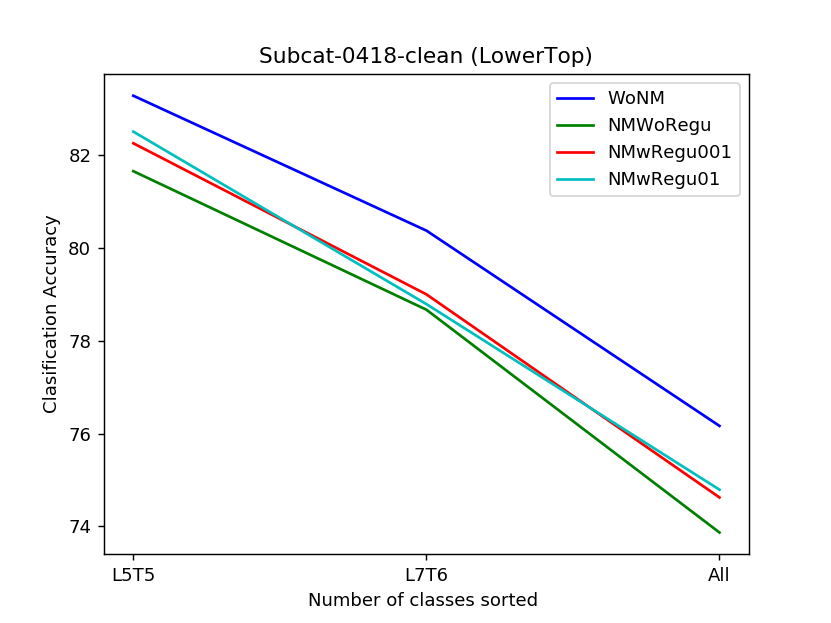 Subcat-0418-clean (LowerTop)
WoNM
NMWoRegu
NMwRegu001
NMwRegu01
Clasification Accuracy
82
80
78
76
74
L5T5
L7T6
All
Number of classes sorted